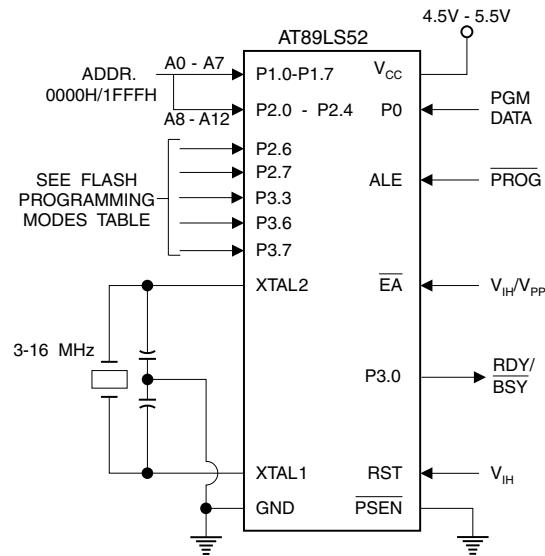 4.5V - 5.5V
AT89LS52
ADDR.
0000H/1FFFH
A0 - A7
A8 - A12
P1.0-P1.7
P2.0 - P2.4
P2.6
P2.7
P3.3
P3.6
P3.7
SEE FLASH
PROGRAMMING
MODES TABLE
XTAL2
3-16 MHz
XTAL1
GND
VCC
P0
PGM
DATA
ALE
PROG
EA
VIH/VPP
P3.0
RDY/
BSY
RST
VIH
PSEN